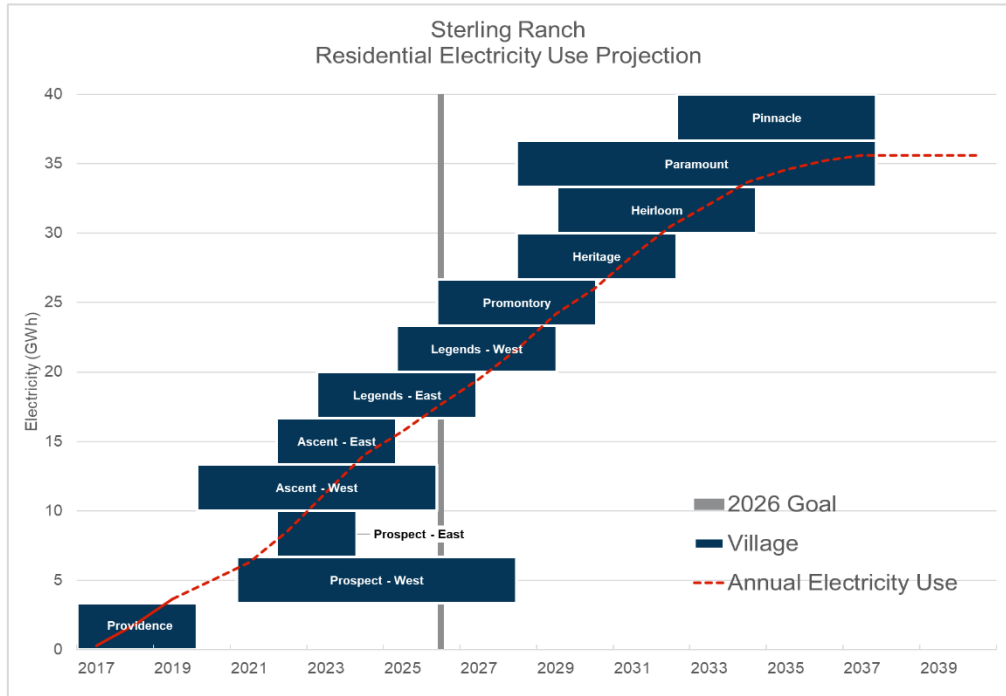 Sterling Ranch
Residential Electricity Use Projection
Electricity (GWh)
40
35
30
25
20
15
10
5
0
Pinnacle
Paramount
Heirloom
Heritage
Promontory
Legends - West
Legends - East
Ascent - East
Ascent - West
Prospect - East
Prospect - West
Providence
2026 Goal
Village
Annual Electricity Use
2017 2019 2021 2023 2025 2027 2029 2031 2033 2035 2037 2039